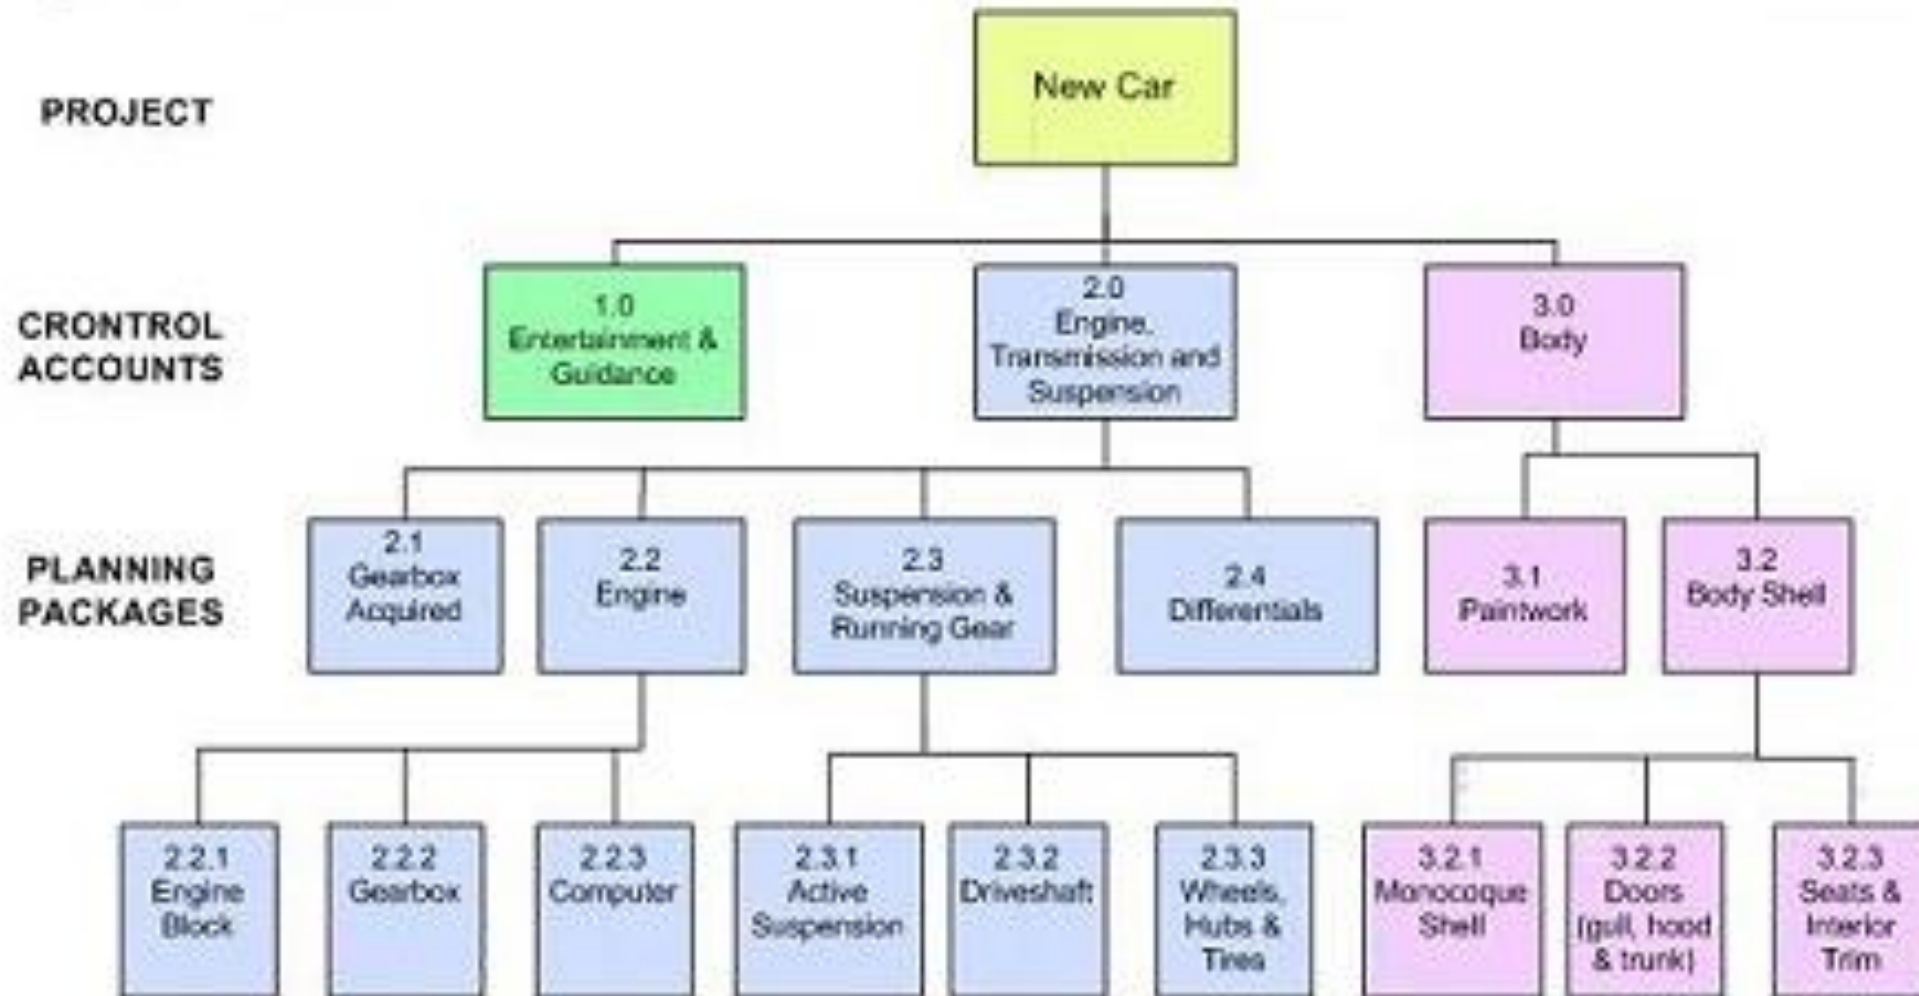 PROJECT
New Car
CRONTROL
ACCOUNTS
1.0
Entertainment &
Guidance
2.0
Engine,
Transmission and
Suspension
3.0
Body
PLANNING
PACKAGES
2.1
Gearbox
Acquired
2.2
Engine
2.3
Suspension &
Running Gear
2.4
Differentials
3.1
Paintwork
3.2
Body Shell
2.2.1
Engine
Block
2.2.2
Gearbox
2.2.3
Computer
2.3.1
Active
Suspension
2.3.2
Driveshaft
2.3.3
Wheels,
Hubs &
Tires
3.2.1
Monocoque
Shell
3.2.2
Doors
(gull, hood
& trunk)
3.2.3
Seats &
Interior
Trim